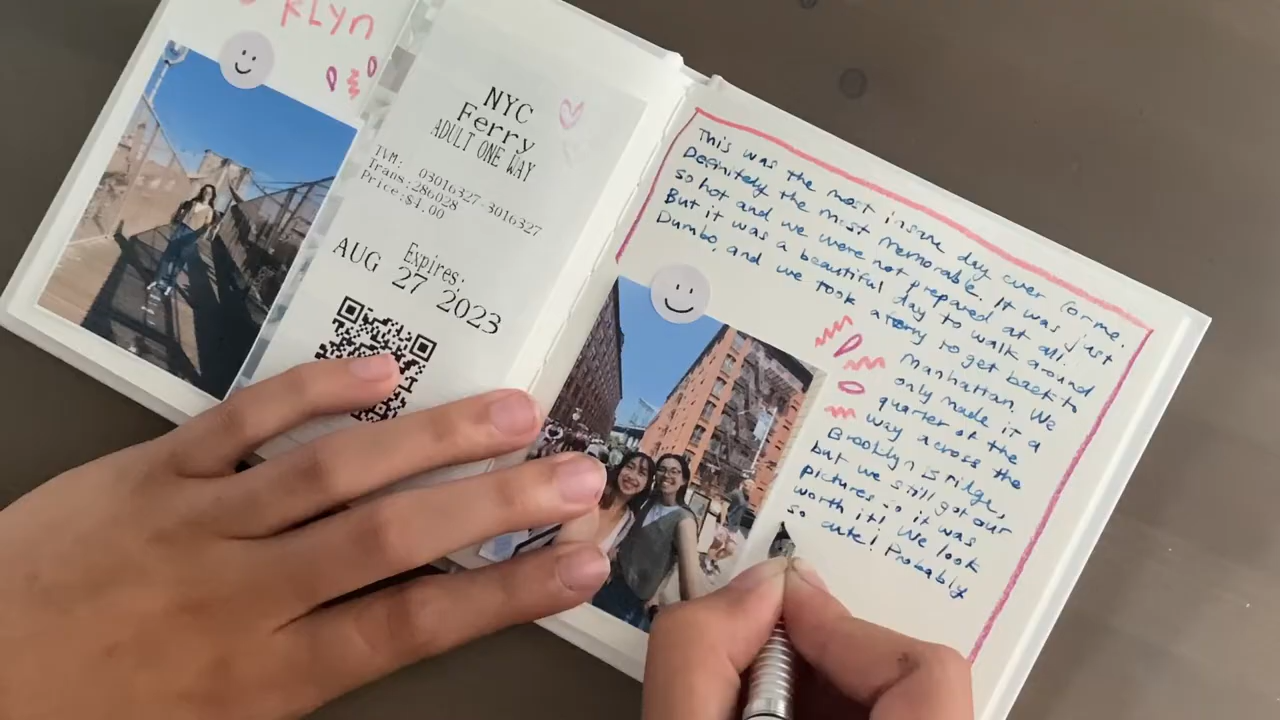 KLyn
NYC
Ferry
ADULT ONE WAY
TVM: 03016327-3016327
Trans:286028
Price:$4.00
Expires:
AUG 27 2023
This was the most insane day ever for me.
Definitely the most memorable. It was just
so hot and we were not prepared at all.
But it was a beautiful day to walk around
Dumbo, and we took a ferry to get back to
Manhattan. We
only made it a
quarter of the
way across the
Brooklyn Bridge,
but we still got our
pictures so it was
worth it! We look
so cute! Probably